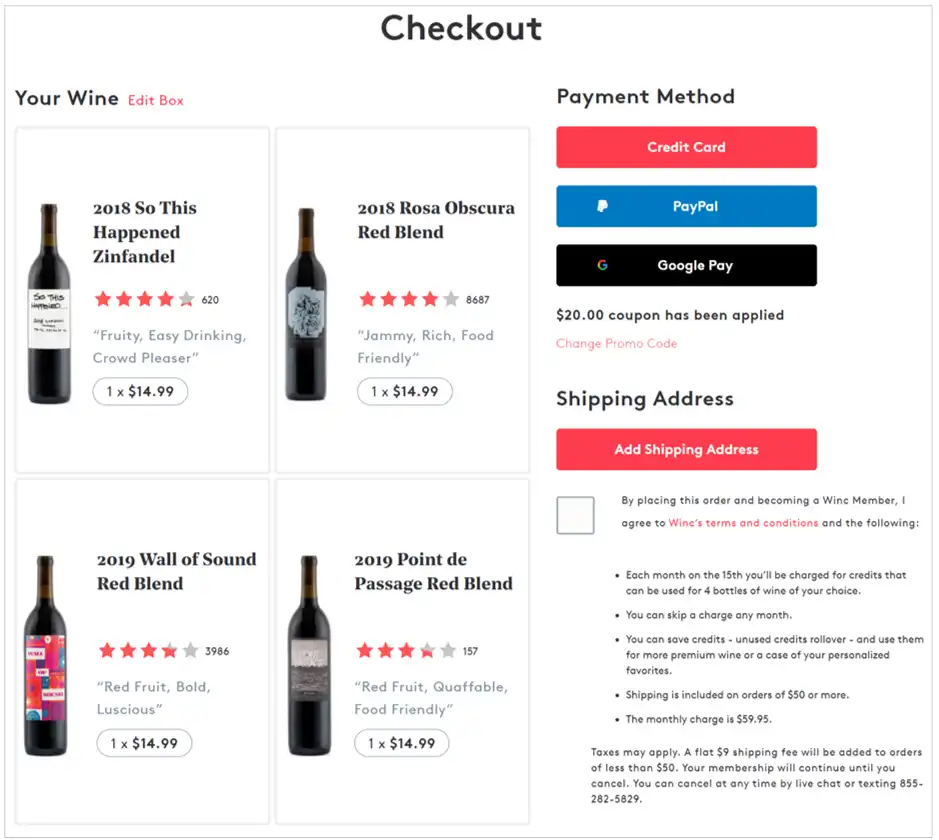 Checkout
Your Wine Edit Box
2018 So This
Happened
Zinfandel
620
“Fruity, Easy Drinking,
Crowd Pleaser”
1 x $14.99
SO THIS
HAPPENED...
2018 Rosa Obscura
Red Blend
8687
“Jammy, Rich, Food
Friendly“
1 x $14.99
2019 Wall of Sound
Red Blend
3986
“Red Fruit, Bold,
Luscious”
1 x $14.99
WALL
OF
SOUND
2019 Point de
Passage Red Blend
157
“Red Fruit, Quaffable,
Food Friendly”
1 x $14.99
Payment Method
Credit Card
PayPal
Google Pay
$20.00 coupon has been applied
Change Promo Code
Shipping Address
Add Shipping Address
By placing this order and becoming a Winc Member, I
agree to Winc’s terms and conditions and the following:
• Each month on the 15th you’ll be charged for credits that
can be used for 4 bottles of wine of your choice.
• You can skip a charge any month.
• You can save credits - unused credits rollover - and use them
for more premium wine or a case of your personalized
favorites.
• Shipping is included on orders of $50 or more.
• The monthly charge is $59.95.
Taxes may apply. A flat $9 shipping fee will be added to orders
of less than $50. Your membership will continue until you
cancel. You can cancel at any time by live chat or texting 855-
282-5829.